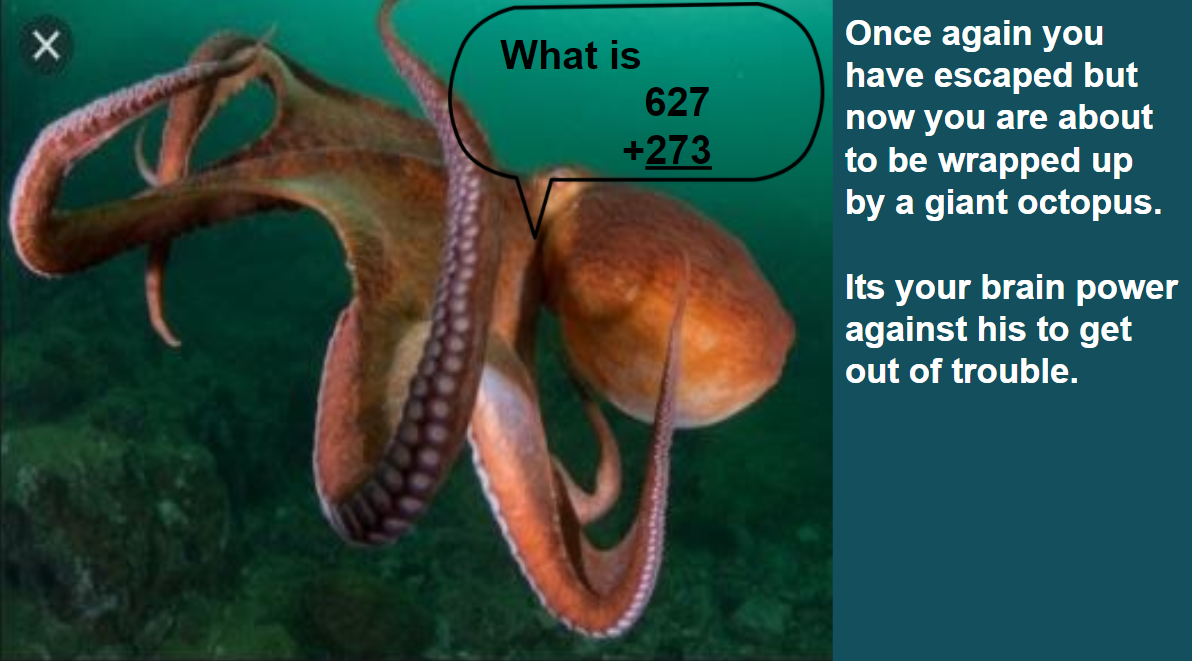 What is
627
+273
Once again you
have escaped but
now you are about
to be wrapped up
by a giant octopus.
Its your brain power
against his to get
out of trouble.